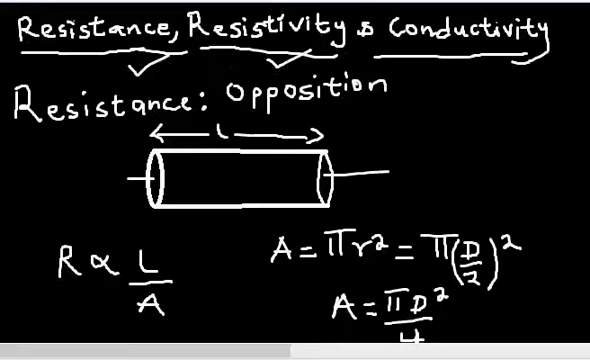 Resistance, Resistivity & Conductivity
Resistance: Opposition
L
R ∝ L/A
A = πr² = π(D/2)²
A = πD²/4